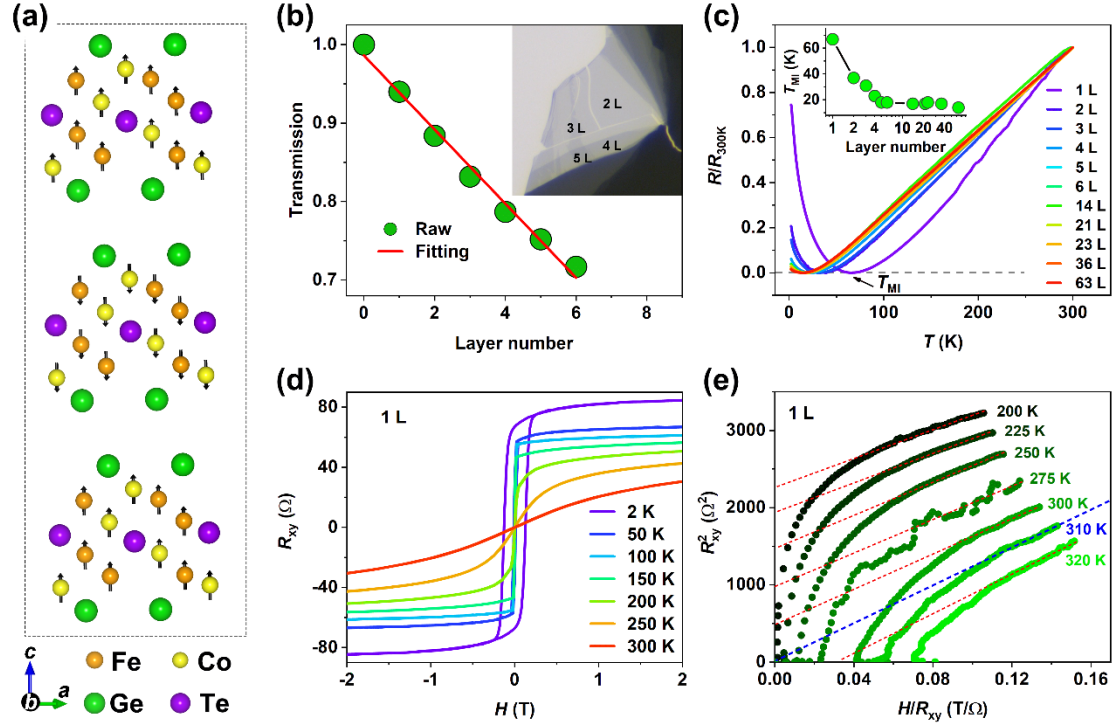 (a)
c
b
a
Fe
Co
Ge
Te
(b)
Transmission
1.0
0.9
0.8
0.7
0
2
4
6
8
Layer number
Raw
Fitting
2 L
3 L
4 L
5 L
(c)
R/R300K
1.0
0.8
0.6
0.4
0.2
0.0
0
100
200
300
T (K)
TMI
TMI (K)
60
40
20
1
2
4
10
20
40
Layer number
1 L
2 L
3 L
4 L
5 L
6 L
14 L
21 L
23 L
36 L
63 L
(d)
1 L
Rxy (Ω)
80
40
0
-40
-80
-2
-1
0
1
2
H (T)
2 K
50 K
100 K
150 K
200 K
250 K
300 K
(e)
1 L
R²xy (Ω²)
3000
2000
1000
0
0.00
0.04
0.08
0.12
0.16
H/Rxy (T/Ω)
200 K
225 K
250 K
275 K
300 K
310 K
320 K